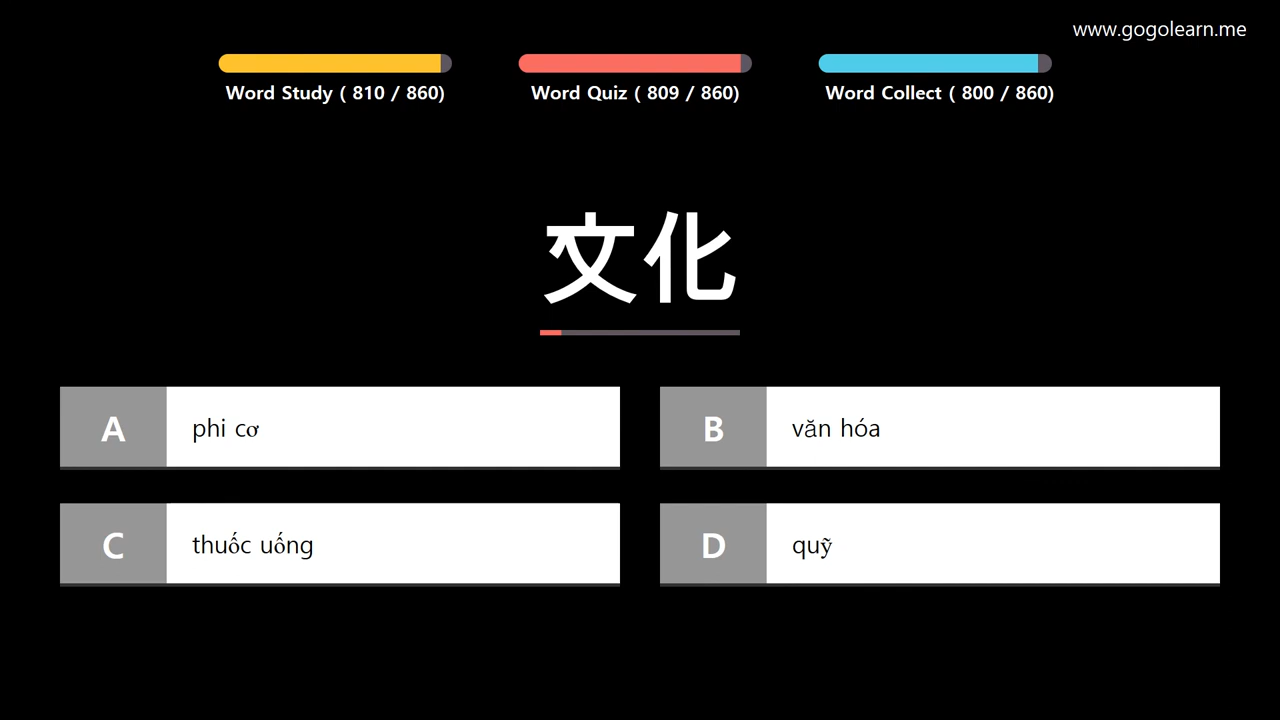 www.gogolearn.me
Word Study ( 810 / 860)
Word Quiz ( 809 / 860)
Word Collect ( 800 / 860)
文化
A
phi cơ
B
văn hóa
C
thuốc uống
D
quỹ